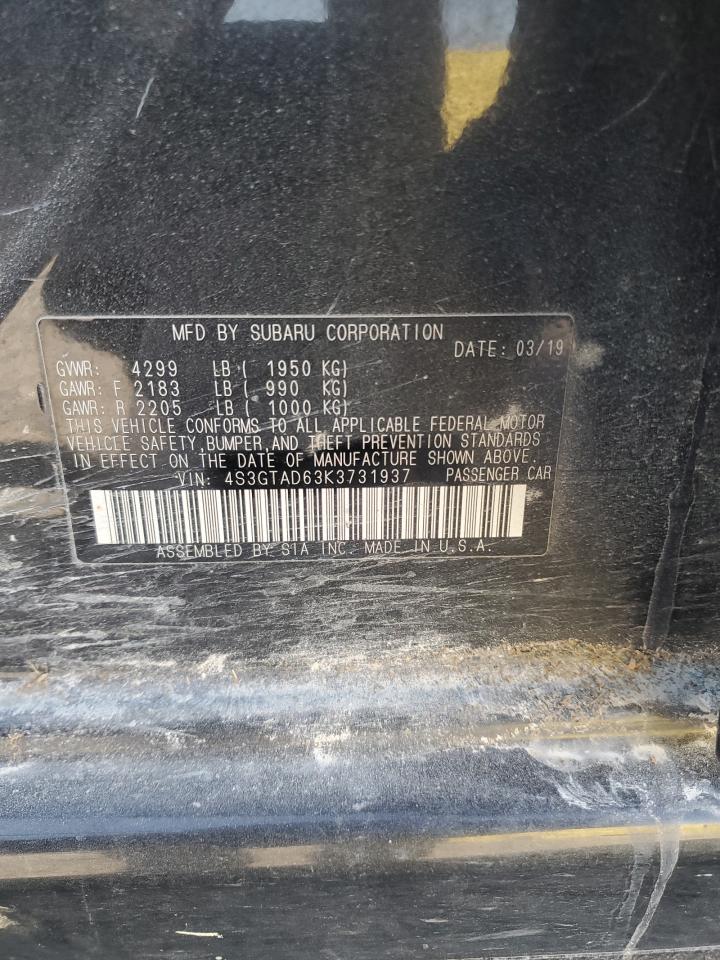 MFD BY SUBARU CORPORATION
DATE: 03/19
GVWR: 4299 LB ( 1950 KG)
GAWR: F 2183 LB ( 990 KG)
GAWR: R 2205 LB ( 1000 KG)
THIS VEHICLE CONFORMS TO ALL APPLICABLE FEDERAL MOTOR
VEHICLE SAFETY, BUMPER, AND THEFT PREVENTION STANDARDS
IN EFFECT ON THE DATE OF MANUFACTURE SHOWN ABOVE.
VIN: 4S3GTAD63K3731937 PASSENGER CAR
ASSEMBLED BY SIA INC. MADE IN U.S.A.